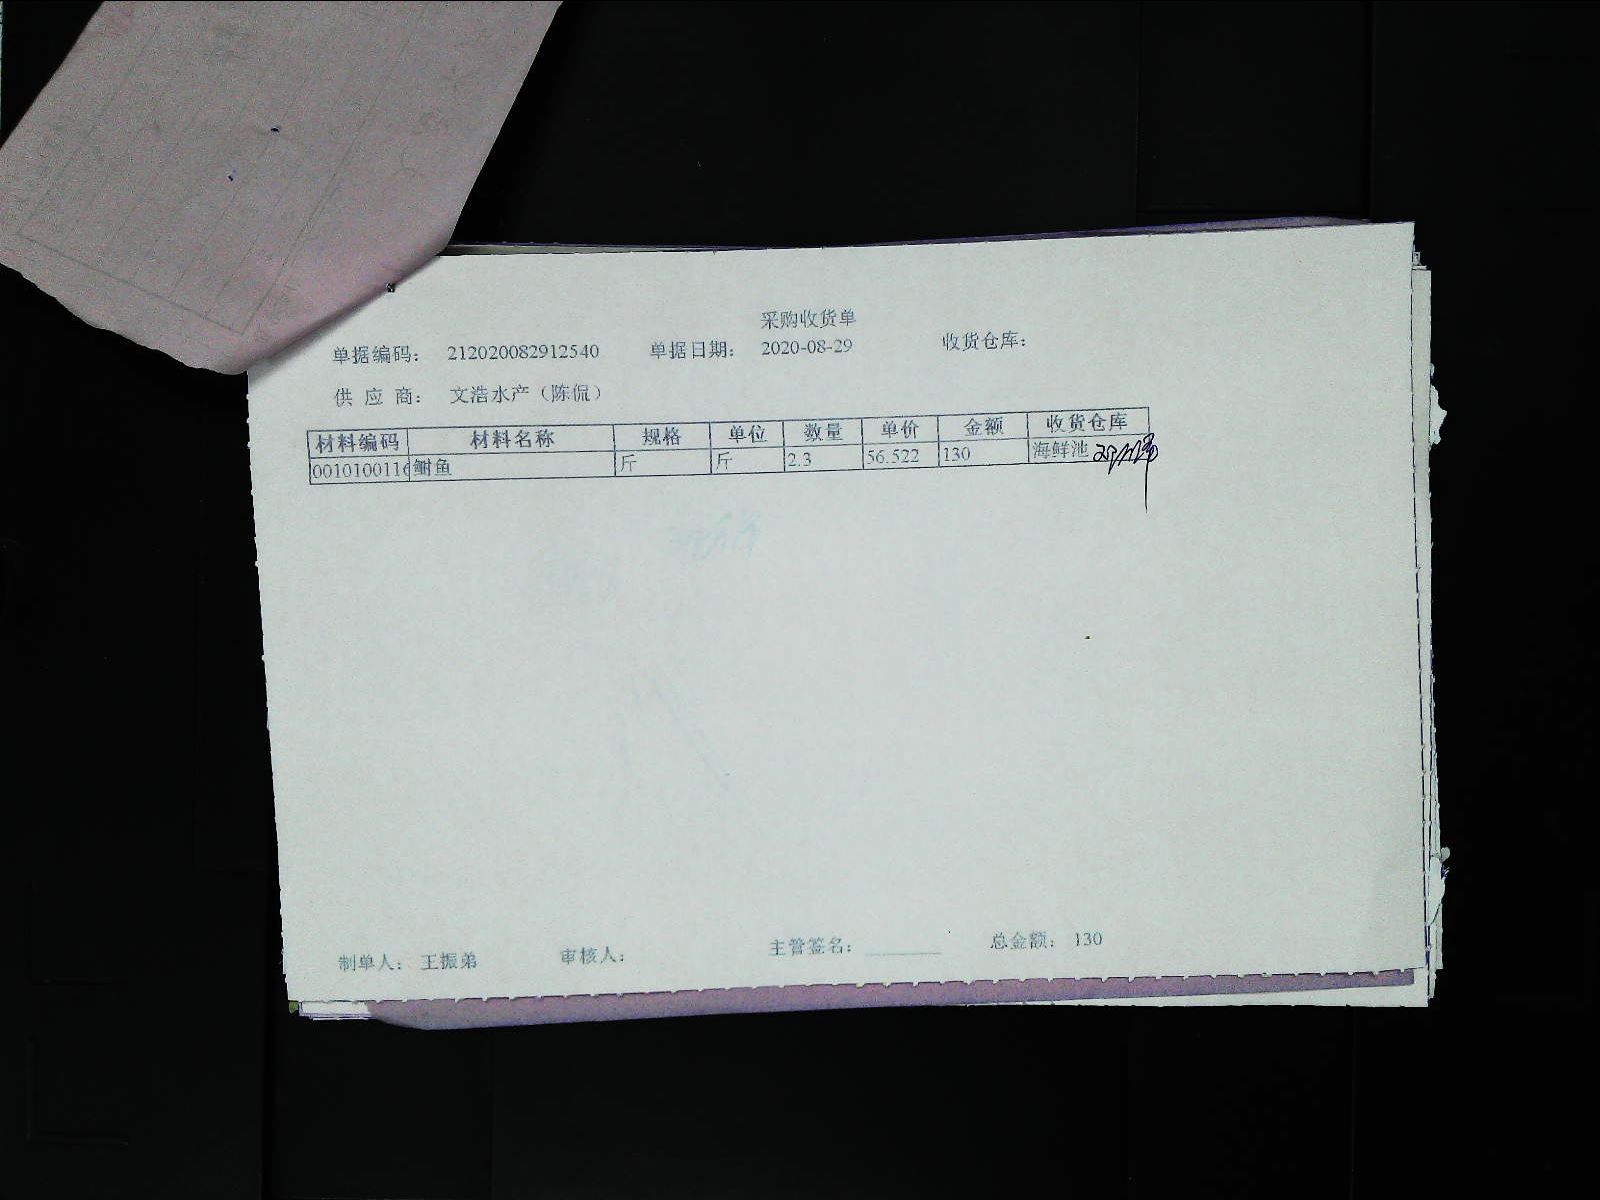 采购收货单
单据编码： 212020082912540 单据日期： 2020-08-29 收货仓库：
供 应 商： 文浩水产（陈侃）
材料编码 材料名称 规格 单位 数量 单价 金额 收货仓库
0010100116 鲥鱼 斤 斤 2.3 56.522 130 海鲜池
制单人： 王振弟 审核人： 主管签名： 总金额： 130